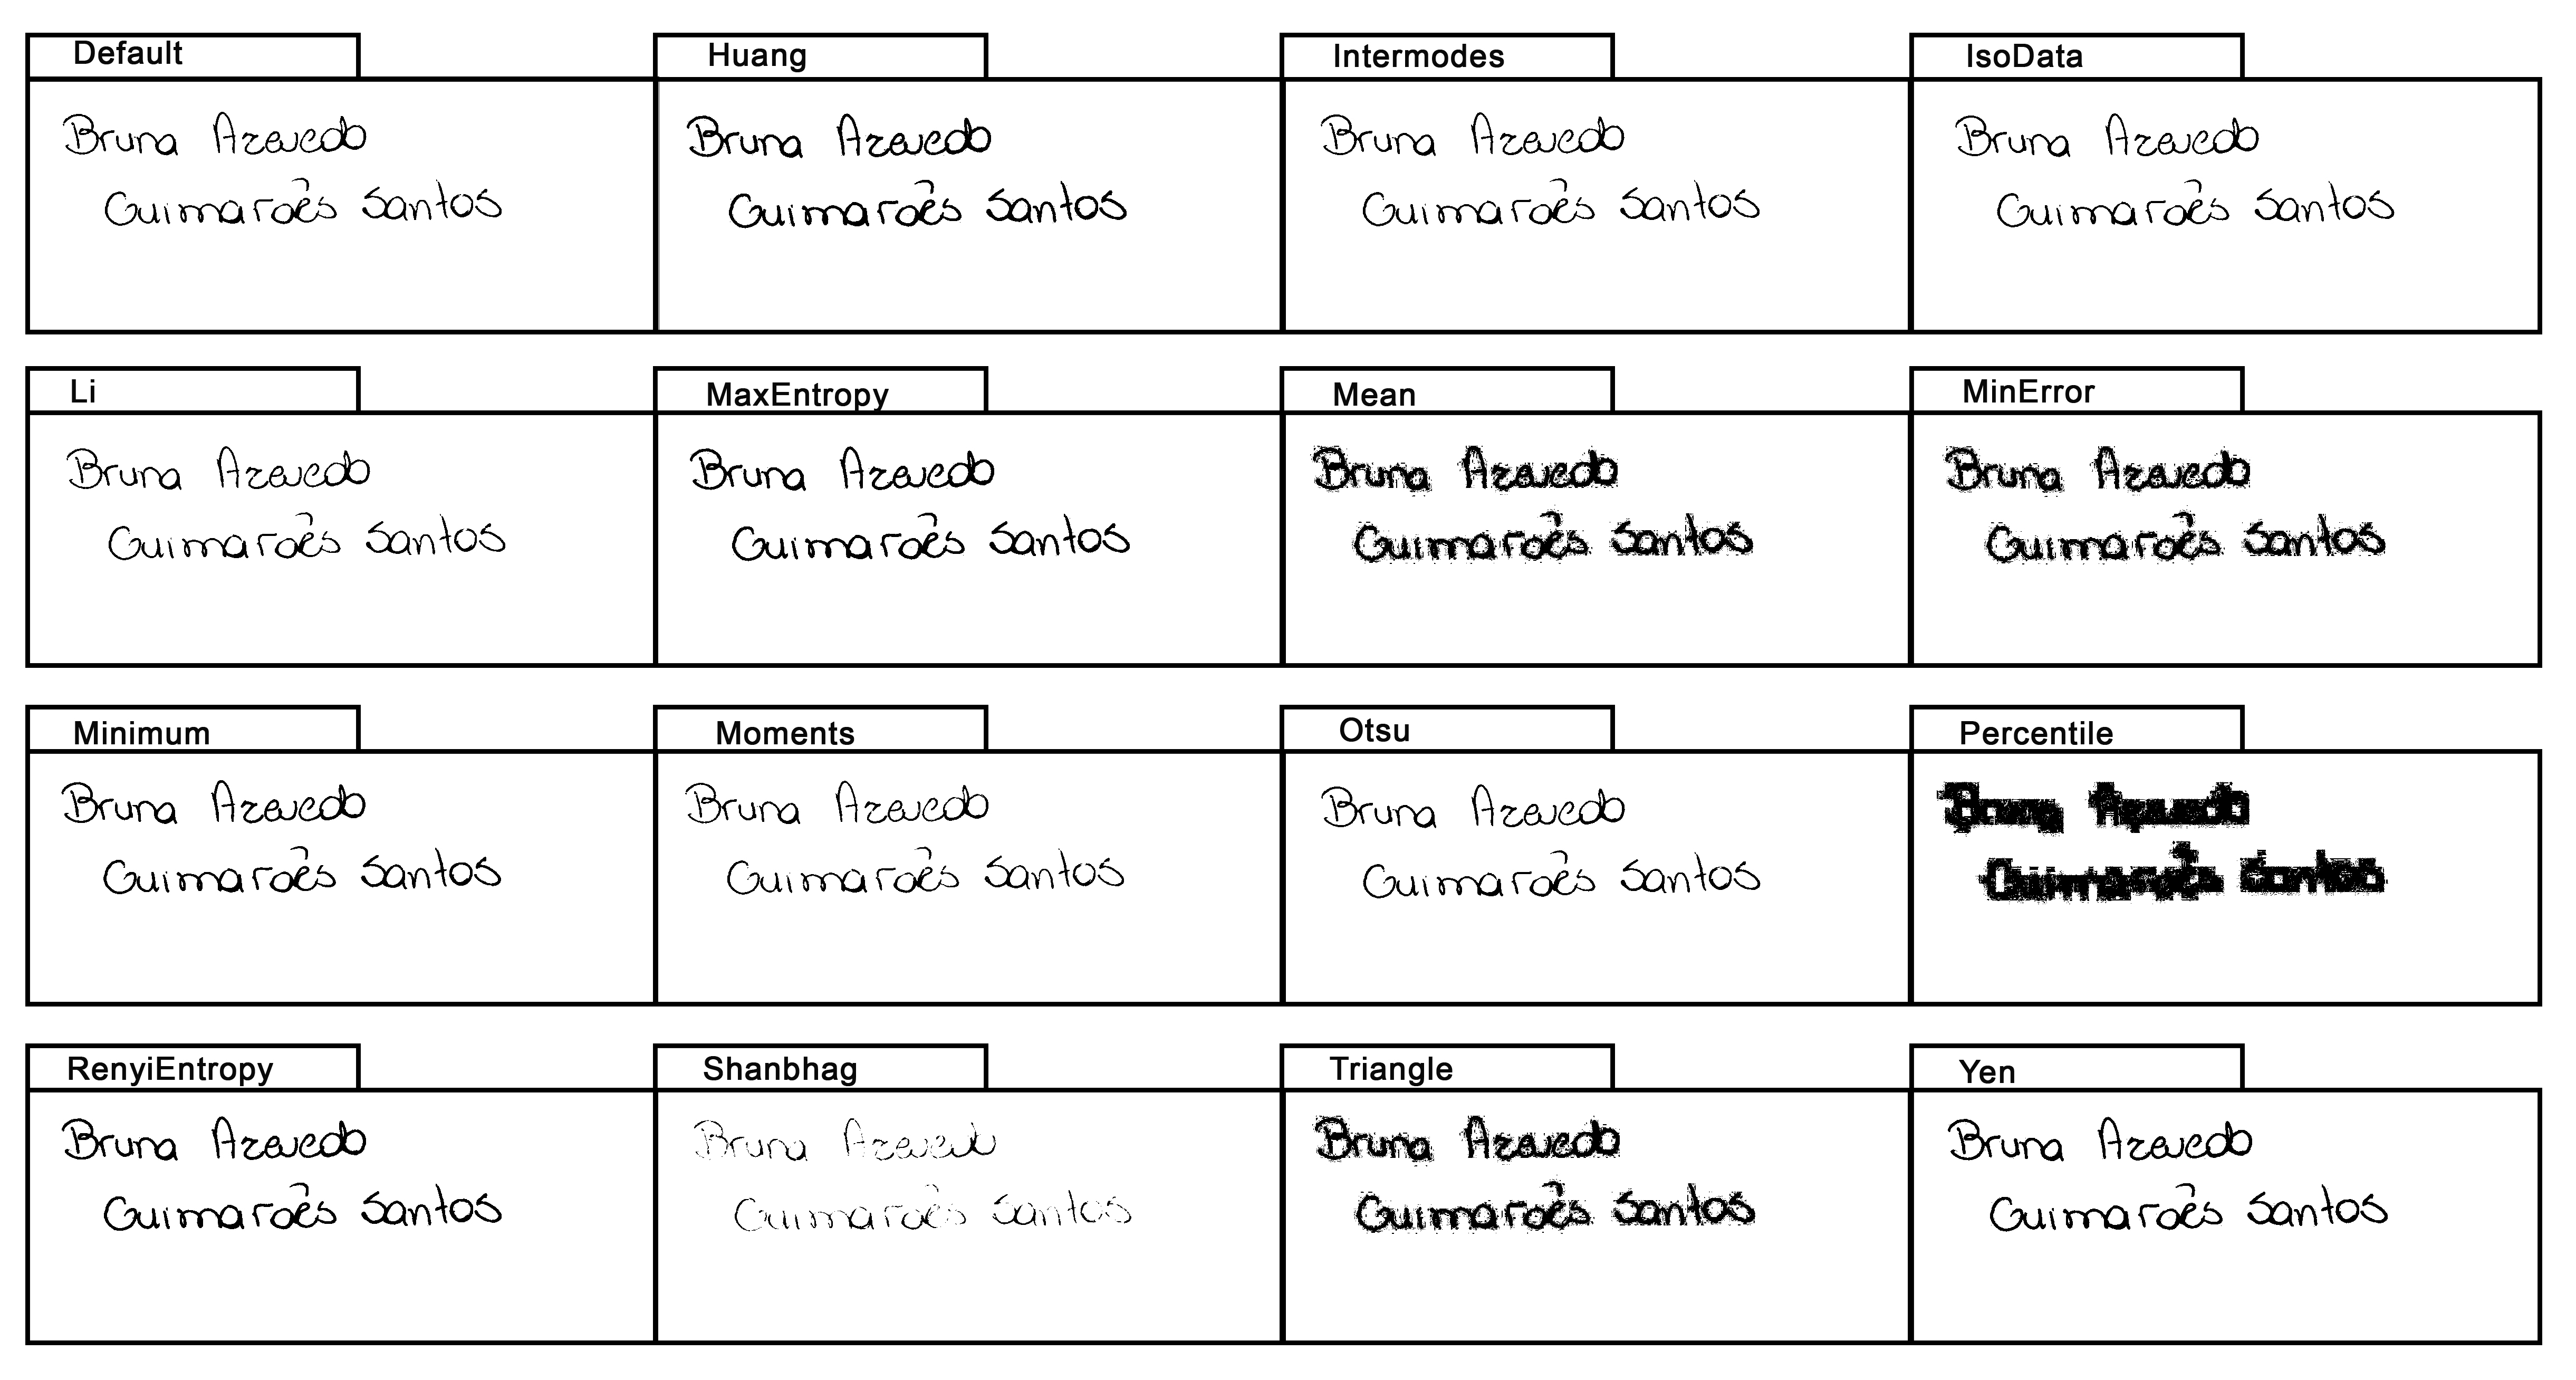 Default Huang Intermodes IsoData
Bruna Azevedo Bruna Azevedo Bruna Azevedo Bruna Azevedo
Guimarães Santos Guimarães Santos Guimarães Santos Guimarães Santos
Li MaxEntropy Mean MinError
Bruna Azevedo Bruna Azevedo Bruna Azevedo Bruna Azevedo
Guimarães Santos Guimarães Santos Guimarães Santos Guimarães Santos
Minimum Moments Otsu Percentile
Bruna Azevedo Bruna Azevedo Bruna Azevedo Bruna Azevedo
Guimarães Santos Guimarães Santos Guimarães Santos Guimarães Santos
RenyiEntropy Shanbhag Triangle Yen
Bruna Azevedo Bruna Azevedo Bruna Azevedo Bruna Azevedo
Guimarães Santos Guimarães Santos Guimarães Santos Guimarães Santos